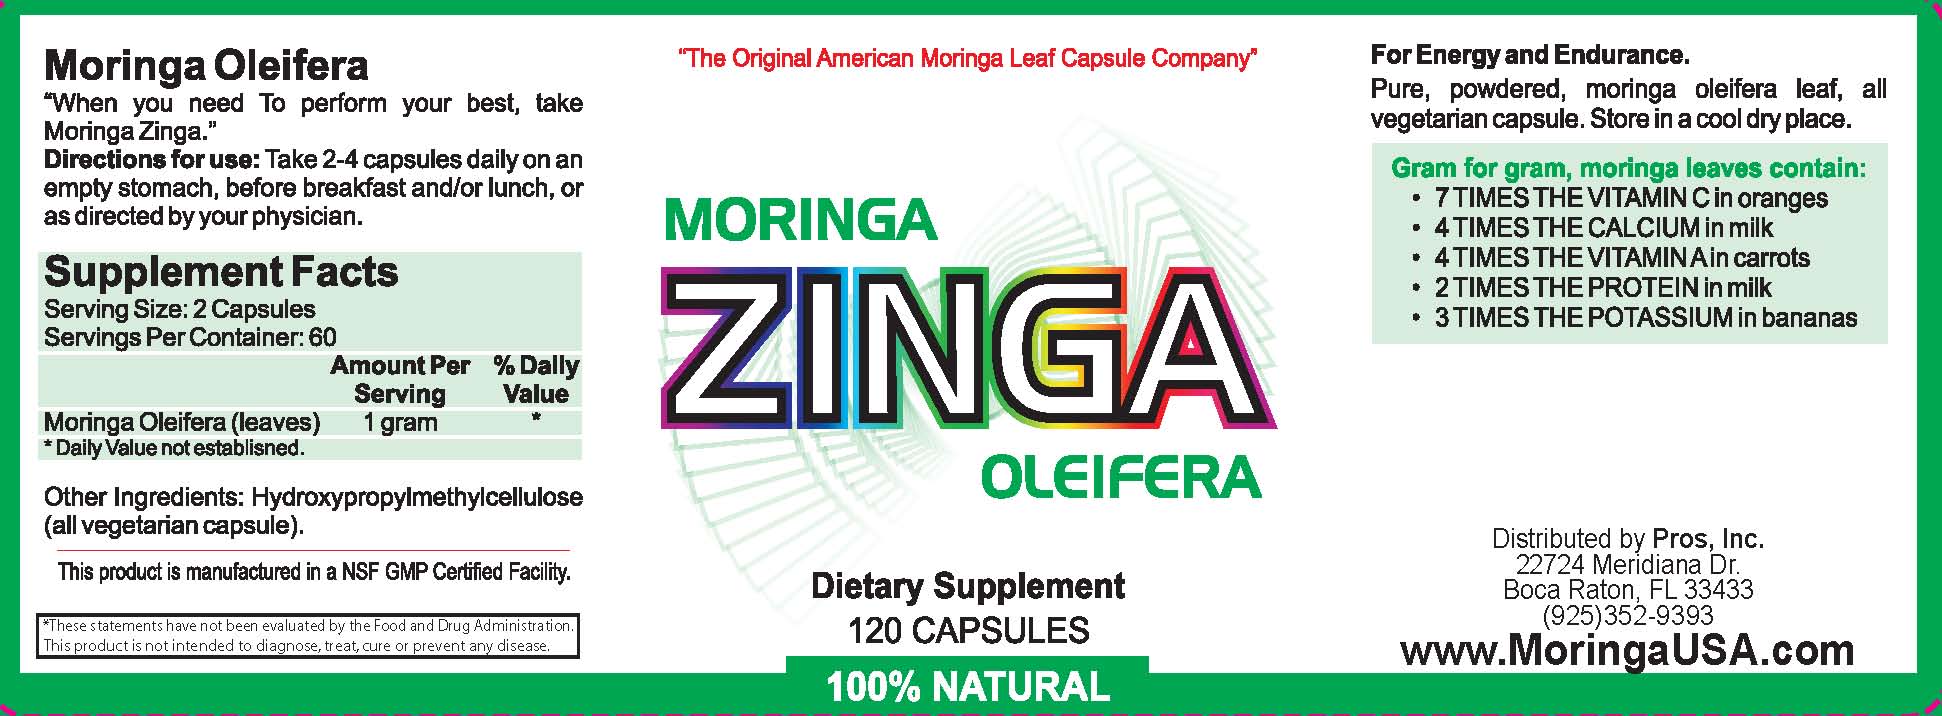 Moringa Oleifera
“When you need To perform your best, take
Moringa Zinga.”
Directions for use: Take 2-4 capsules daily on an
empty stomach, before breakfast and/or lunch, or
as directed by your physician.
Supplement Facts
Serving Size: 2 Capsules
Servings Per Container: 60
Amount Per % Daily
Serving Value
Moringa Oleifera (leaves) 1 gram *
* Daily Value not establisned.
Other Ingredients: Hydroxypropylmethylcellulose
(all vegetarian capsule).
This product is manufactured in a NSF GMP Certified Facility.
*These statements have not been evaluated by the Food and Drug Administration.
This product is not intended to diagnose, treat, cure or prevent any disease.
“The Original American Moringa Leaf Capsule Company”
MORINGA
ZINGA
OLEIFERA
Dietary Supplement
120 CAPSULES
100% NATURAL
For Energy and Endurance.
Pure, powdered, moringa oleifera leaf, all
vegetarian capsule. Store in a cool dry place.
Gram for gram, moringa leaves contain:
• 7 TIMES THE VITAMIN C in oranges
• 4 TIMES THE CALCIUM in milk
• 4 TIMES THE VITAMIN A in carrots
• 2 TIMES THE PROTEIN in milk
• 3 TIMES THE POTASSIUM in bananas
Distributed by Pros, Inc.
22724 Meridiana Dr.
Boca Raton, FL 33433
(925)352-9393
www.MoringaUSA.com